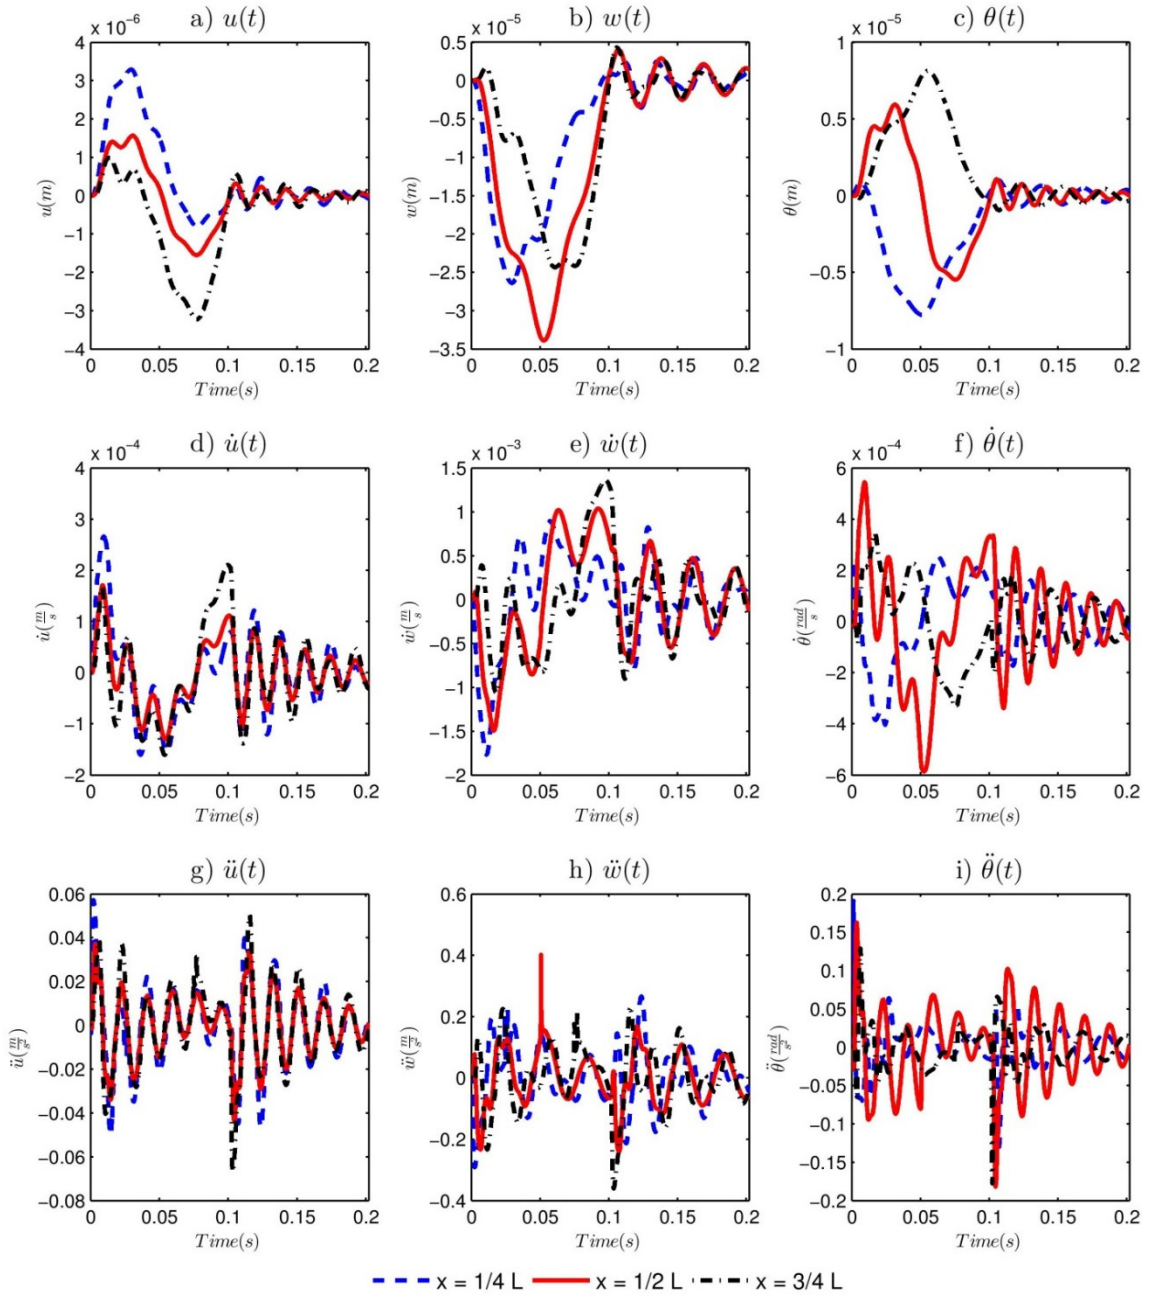 a) u(t) b) w(t) c) θ(t)
x 10⁻⁶ x 10⁻⁵ x 10⁻⁵
4 3 2 1 0 −1 −2 −3 −4
u(m)
0 0.05 0.1 0.15 0.2
Time(s)
0.5 0 −0.5 −1 −1.5 −2 −2.5 −3 −3.5
w(m)
0 0.05 0.1 0.15 0.2
Time(s)
1 0.5 0 −0.5 −1
θ(m)
0 0.05 0.1 0.15 0.2
Time(s)
d) u̇(t) e) ẇ(t) f) θ̇(t)
x 10⁻⁴ x 10⁻³ x 10⁻⁴
4 3 2 1 0 −1 −2
u̇(m/s)
0 0.05 0.1 0.15 0.2
Time(s)
1.5 1 0.5 0 −0.5 −1 −1.5 −2
ẇ(m/s)
0 0.05 0.1 0.15 0.2
Time(s)
6 4 2 0 −2 −4 −6
θ̇(rad/s)
0 0.05 0.1 0.15 0.2
Time(s)
g) ü(t) h) ẅ(t) i) θ̈(t)
0.06 0.04 0.02 0 −0.02 −0.04 −0.06 −0.08
ü(m/s²)
0 0.05 0.1 0.15 0.2
Time(s)
0.6 0.4 0.2 0 −0.2 −0.4
ẅ(m/s²)
0 0.05 0.1 0.15 0.2
Time(s)
0.2 0.15 0.1 0.05 0 −0.05 −0.1 −0.15 −0.2
θ̈(rad/s²)
0 0.05 0.1 0.15 0.2
Time(s)
x = 1/4 L x = 1/2 L x = 3/4 L